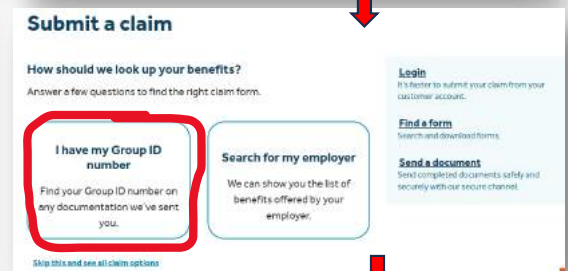 Submit a claim
How should we look up your benefits?
Answer a few questions to find the right claim form.
I have my Group ID
number
Find your Group ID number on
any documentation we've sent
you.
Search for my employer
We can show you the list of
benefits offered by your
employer.
Skip this and see all claim options
Login
It's faster to submit your claim from your
customer account.
Find a form
Search and download forms.
Send a document
Send completed documents safely and
securely with our secure channel.